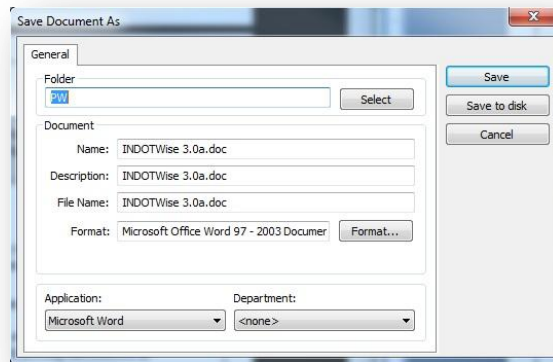 Save Document As
General
Folder
PW
Select
Document
Name: INDOTWise 3.0a.doc
Description: INDOTWise 3.0a.doc
File Name: INDOTWise 3.0a.doc
Format: Microsoft Office Word 97 - 2003 Documer Format...
Application: Department:
Microsoft Word <none>
Save
Save to disk
Cancel